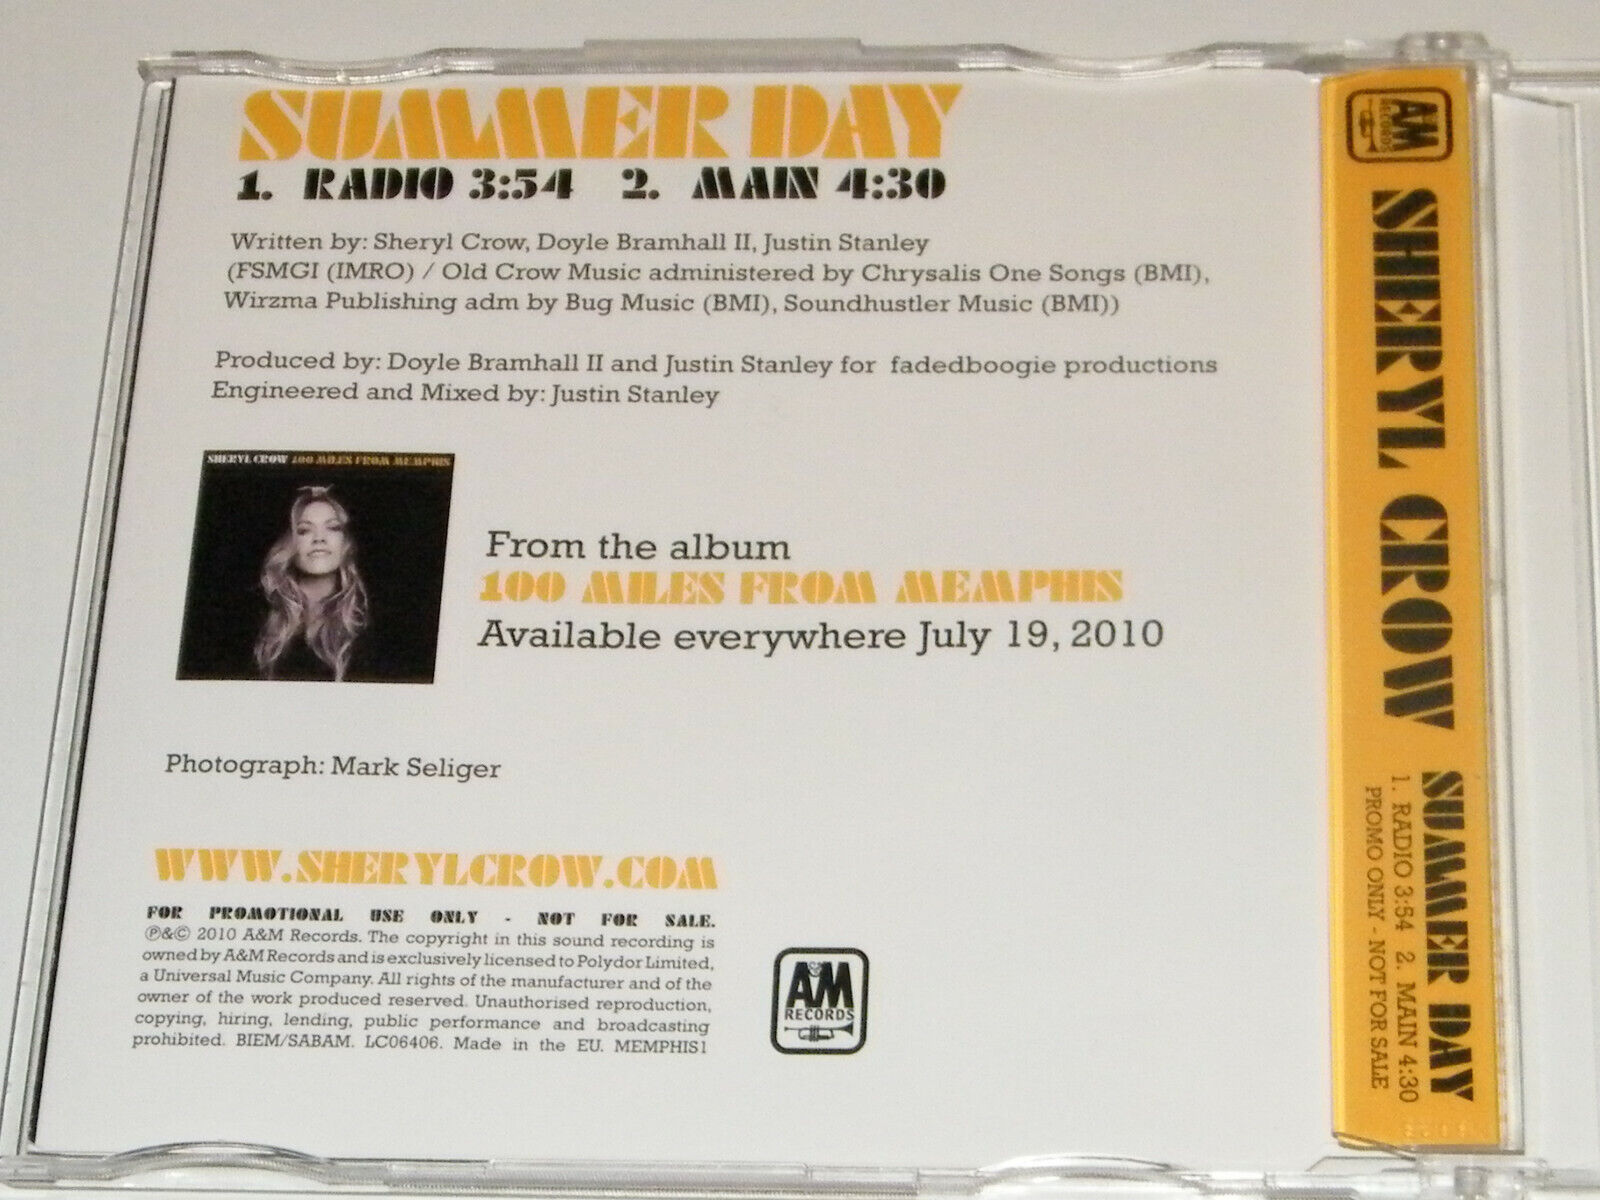 SUMMER DAY
1. RADIO 3:54 2. MAIN 4:30
Written by: Sheryl Crow, Doyle Bramhall II, Justin Stanley
(FSMGI (IMRO) / Old Crow Music administered by Chrysalis One Songs (BMI),
Wirzma Publishing adm by Bug Music (BMI), Soundhustler Music (BMI))
Produced by: Doyle Bramhall II and Justin Stanley for fadedboogie productions
Engineered and Mixed by: Justin Stanley
SHERYL CROW 100 MILES FROM MEMPHIS
From the album
100 MILES FROM MEMPHIS
Available everywhere July 19, 2010
Photograph: Mark Seliger
WWW.SHERYLCROW.COM
FOR PROMOTIONAL USE ONLY - NOT FOR SALE.
℗&© 2010 A&M Records. The copyright in this sound recording is
owned by A&M Records and is exclusively licensed to Polydor Limited,
a Universal Music Company. All rights of the manufacturer and of the
owner of the work produced reserved. Unauthorised reproduction,
copying, hiring, lending, public performance and broadcasting
prohibited. BIEM/SABAM. LC06406. Made in the EU. MEMPHIS1
A&M
RECORDS
A&M
RECORDS
SHERYL CROW
SUMMER DAY
1. RADIO 3:54 2. MAIN 4:30
PROMO ONLY - NOT FOR SALE